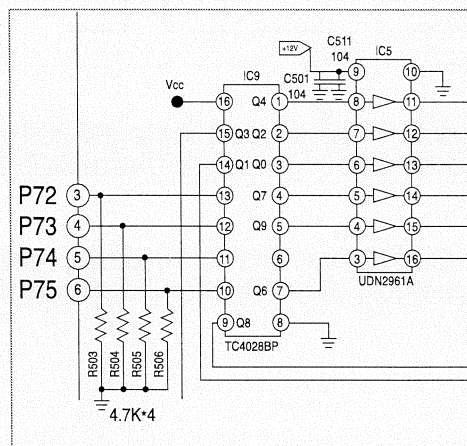 +12V C511 IC5
104
IC9 C501 9 10
Vcc 104
16 Q4 1 8 11
15 Q3 Q2 2 7 12
14 Q1 Q0 3 6 13
P72 3 13 Q7 4 5 14
P73 4 12 Q9 5 4 15
P74 5 11 6 3 16
P75 6 10 Q6 7 UDN2961A
9 Q8 8
R503 R504 R505 R506 TC4028BP
4.7K*4